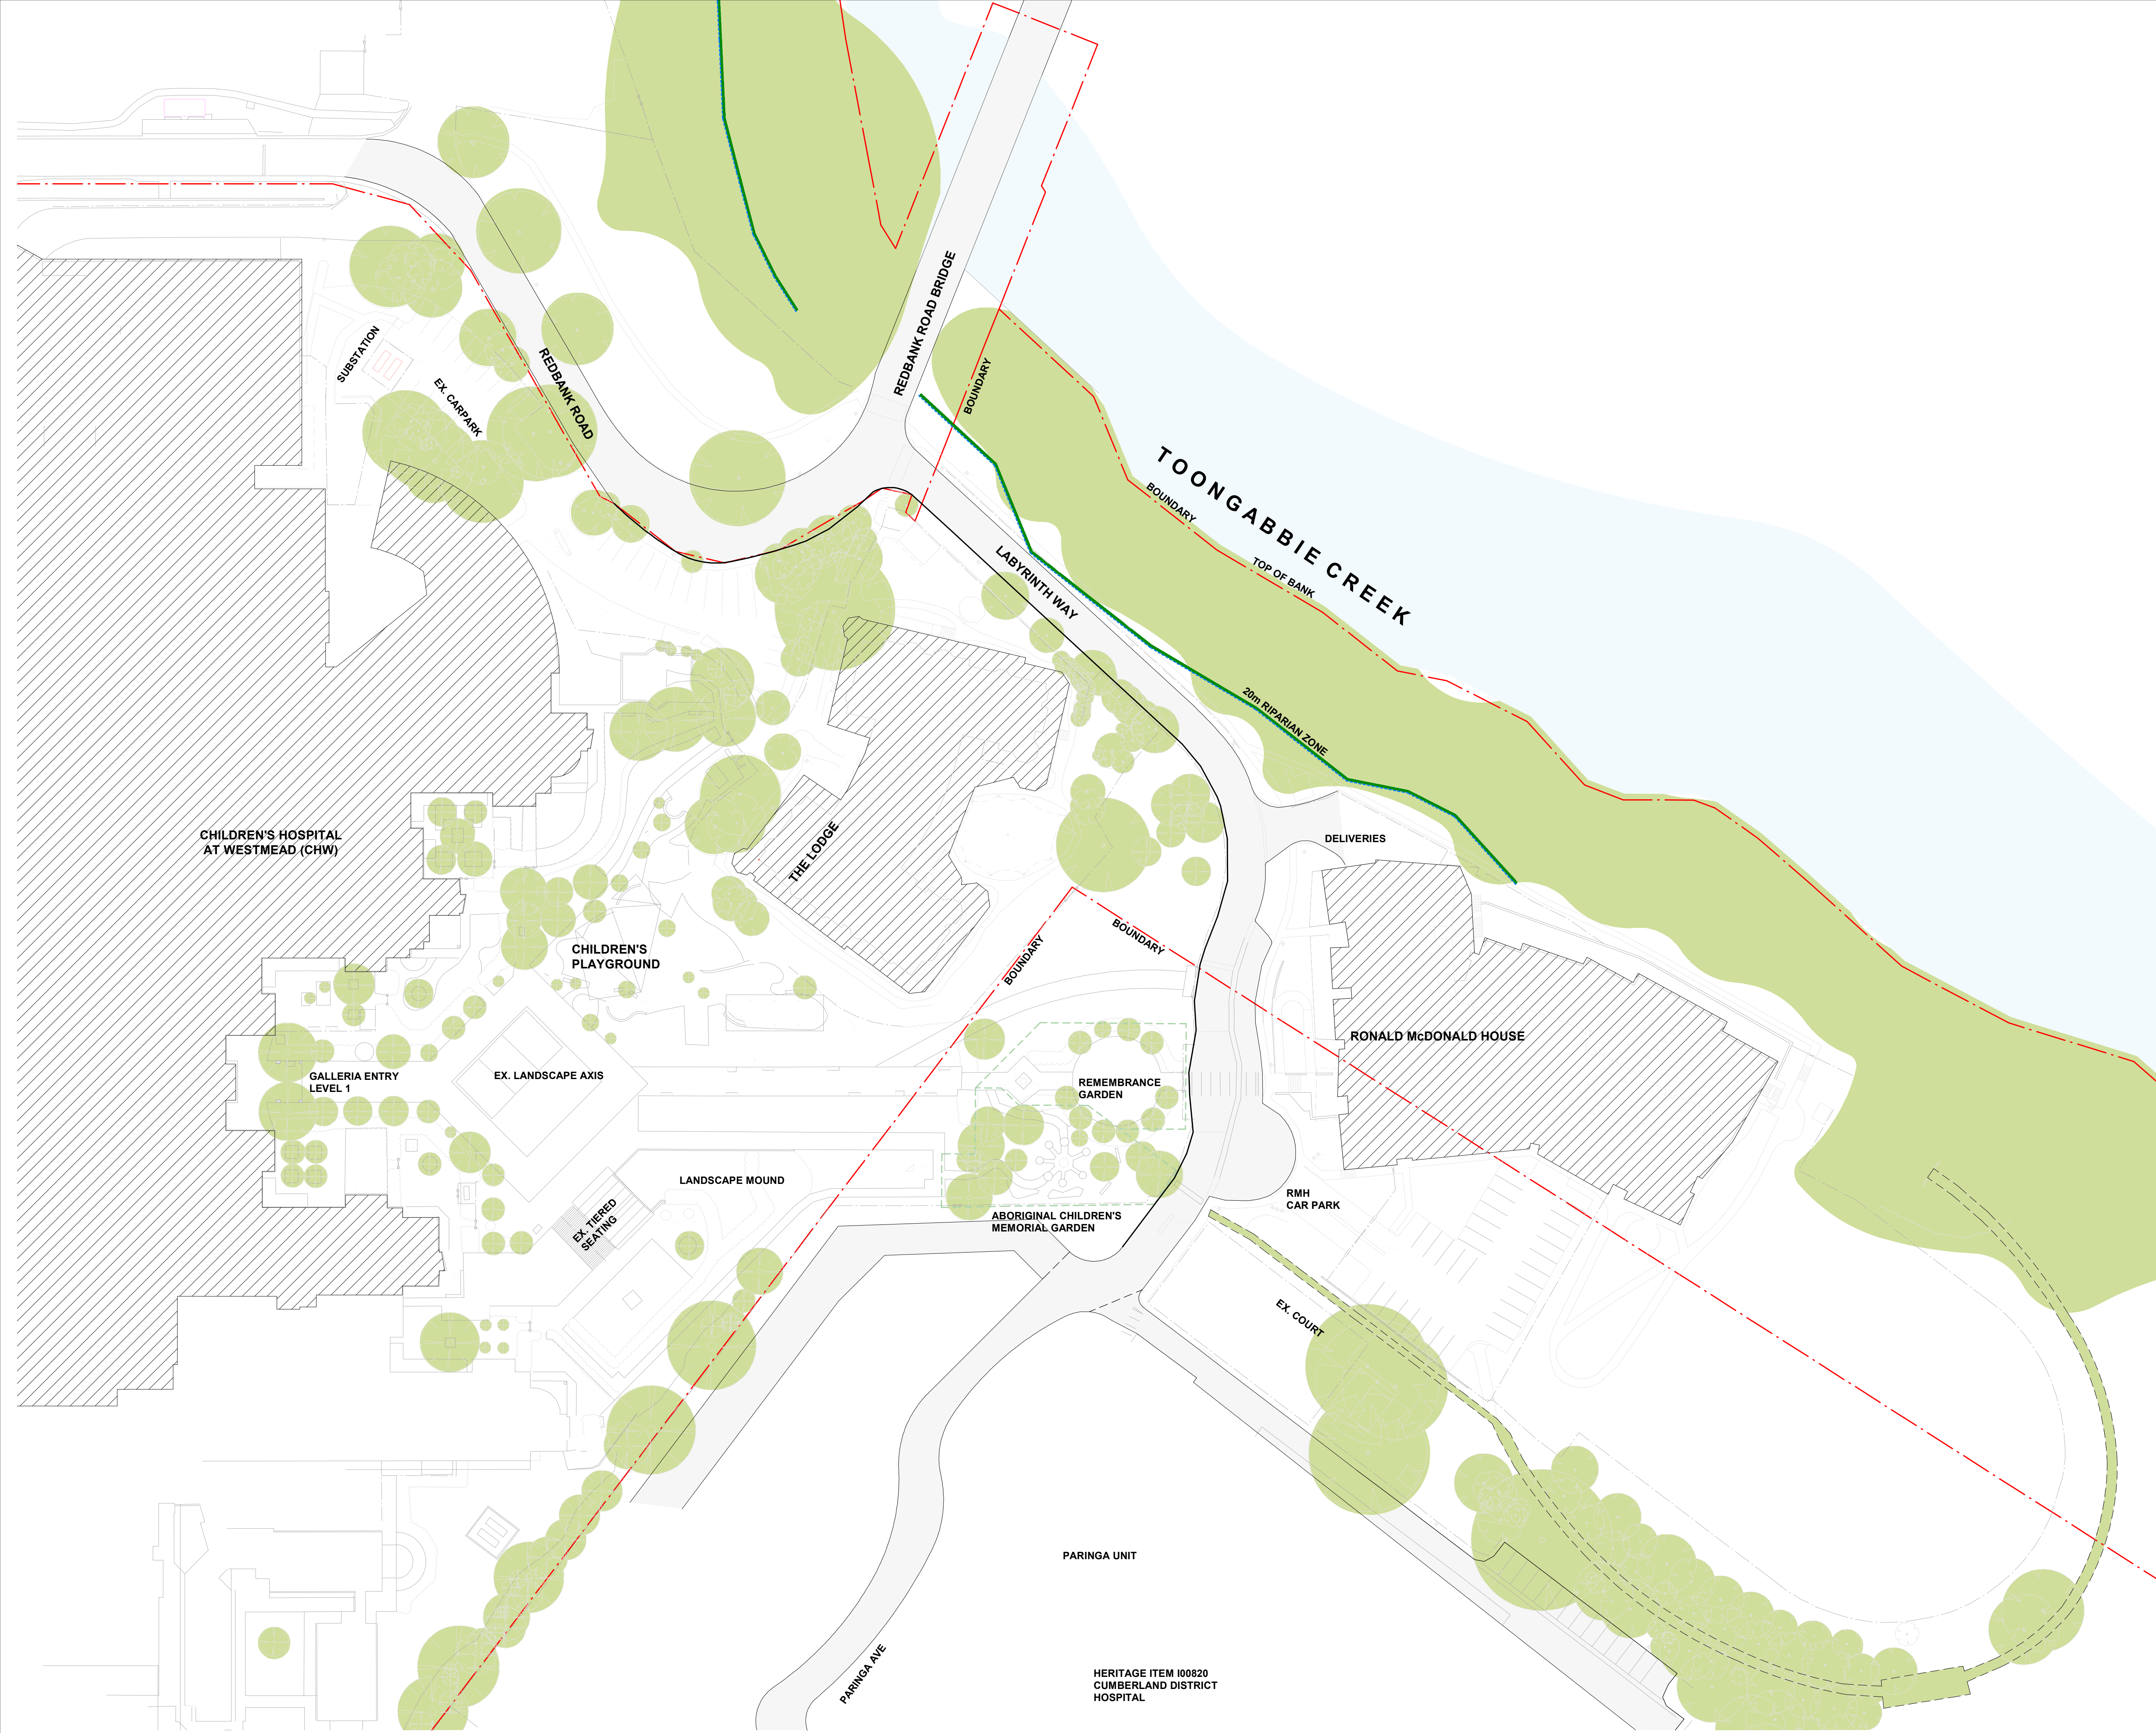 REDBANK ROAD BRIDGE
SUBSTATION
EX. CARPARK
REDBANK ROAD
BOUNDARY
TOONGABBIE CREEK
BOUNDARY
TOP OF BANK
LABYRINTH WAY
20m RIPARIAN ZONE
CHILDREN'S HOSPITAL
AT WESTMEAD (CHW)
THE LODGE
DELIVERIES
CHILDREN'S
PLAYGROUND
BOUNDARY
BOUNDARY
RONALD McDONALD HOUSE
GALLERIA ENTRY
LEVEL 1
EX. LANDSCAPE AXIS
REMEMBRANCE
GARDEN
LANDSCAPE MOUND
EX. TIERED
SEATING
ABORIGINAL CHILDREN'S
MEMORIAL GARDEN
RMH
CAR PARK
EX. COURT
PARINGA UNIT
PARINGA AVE
HERITAGE ITEM I00820
CUMBERLAND DISTRICT
HOSPITAL